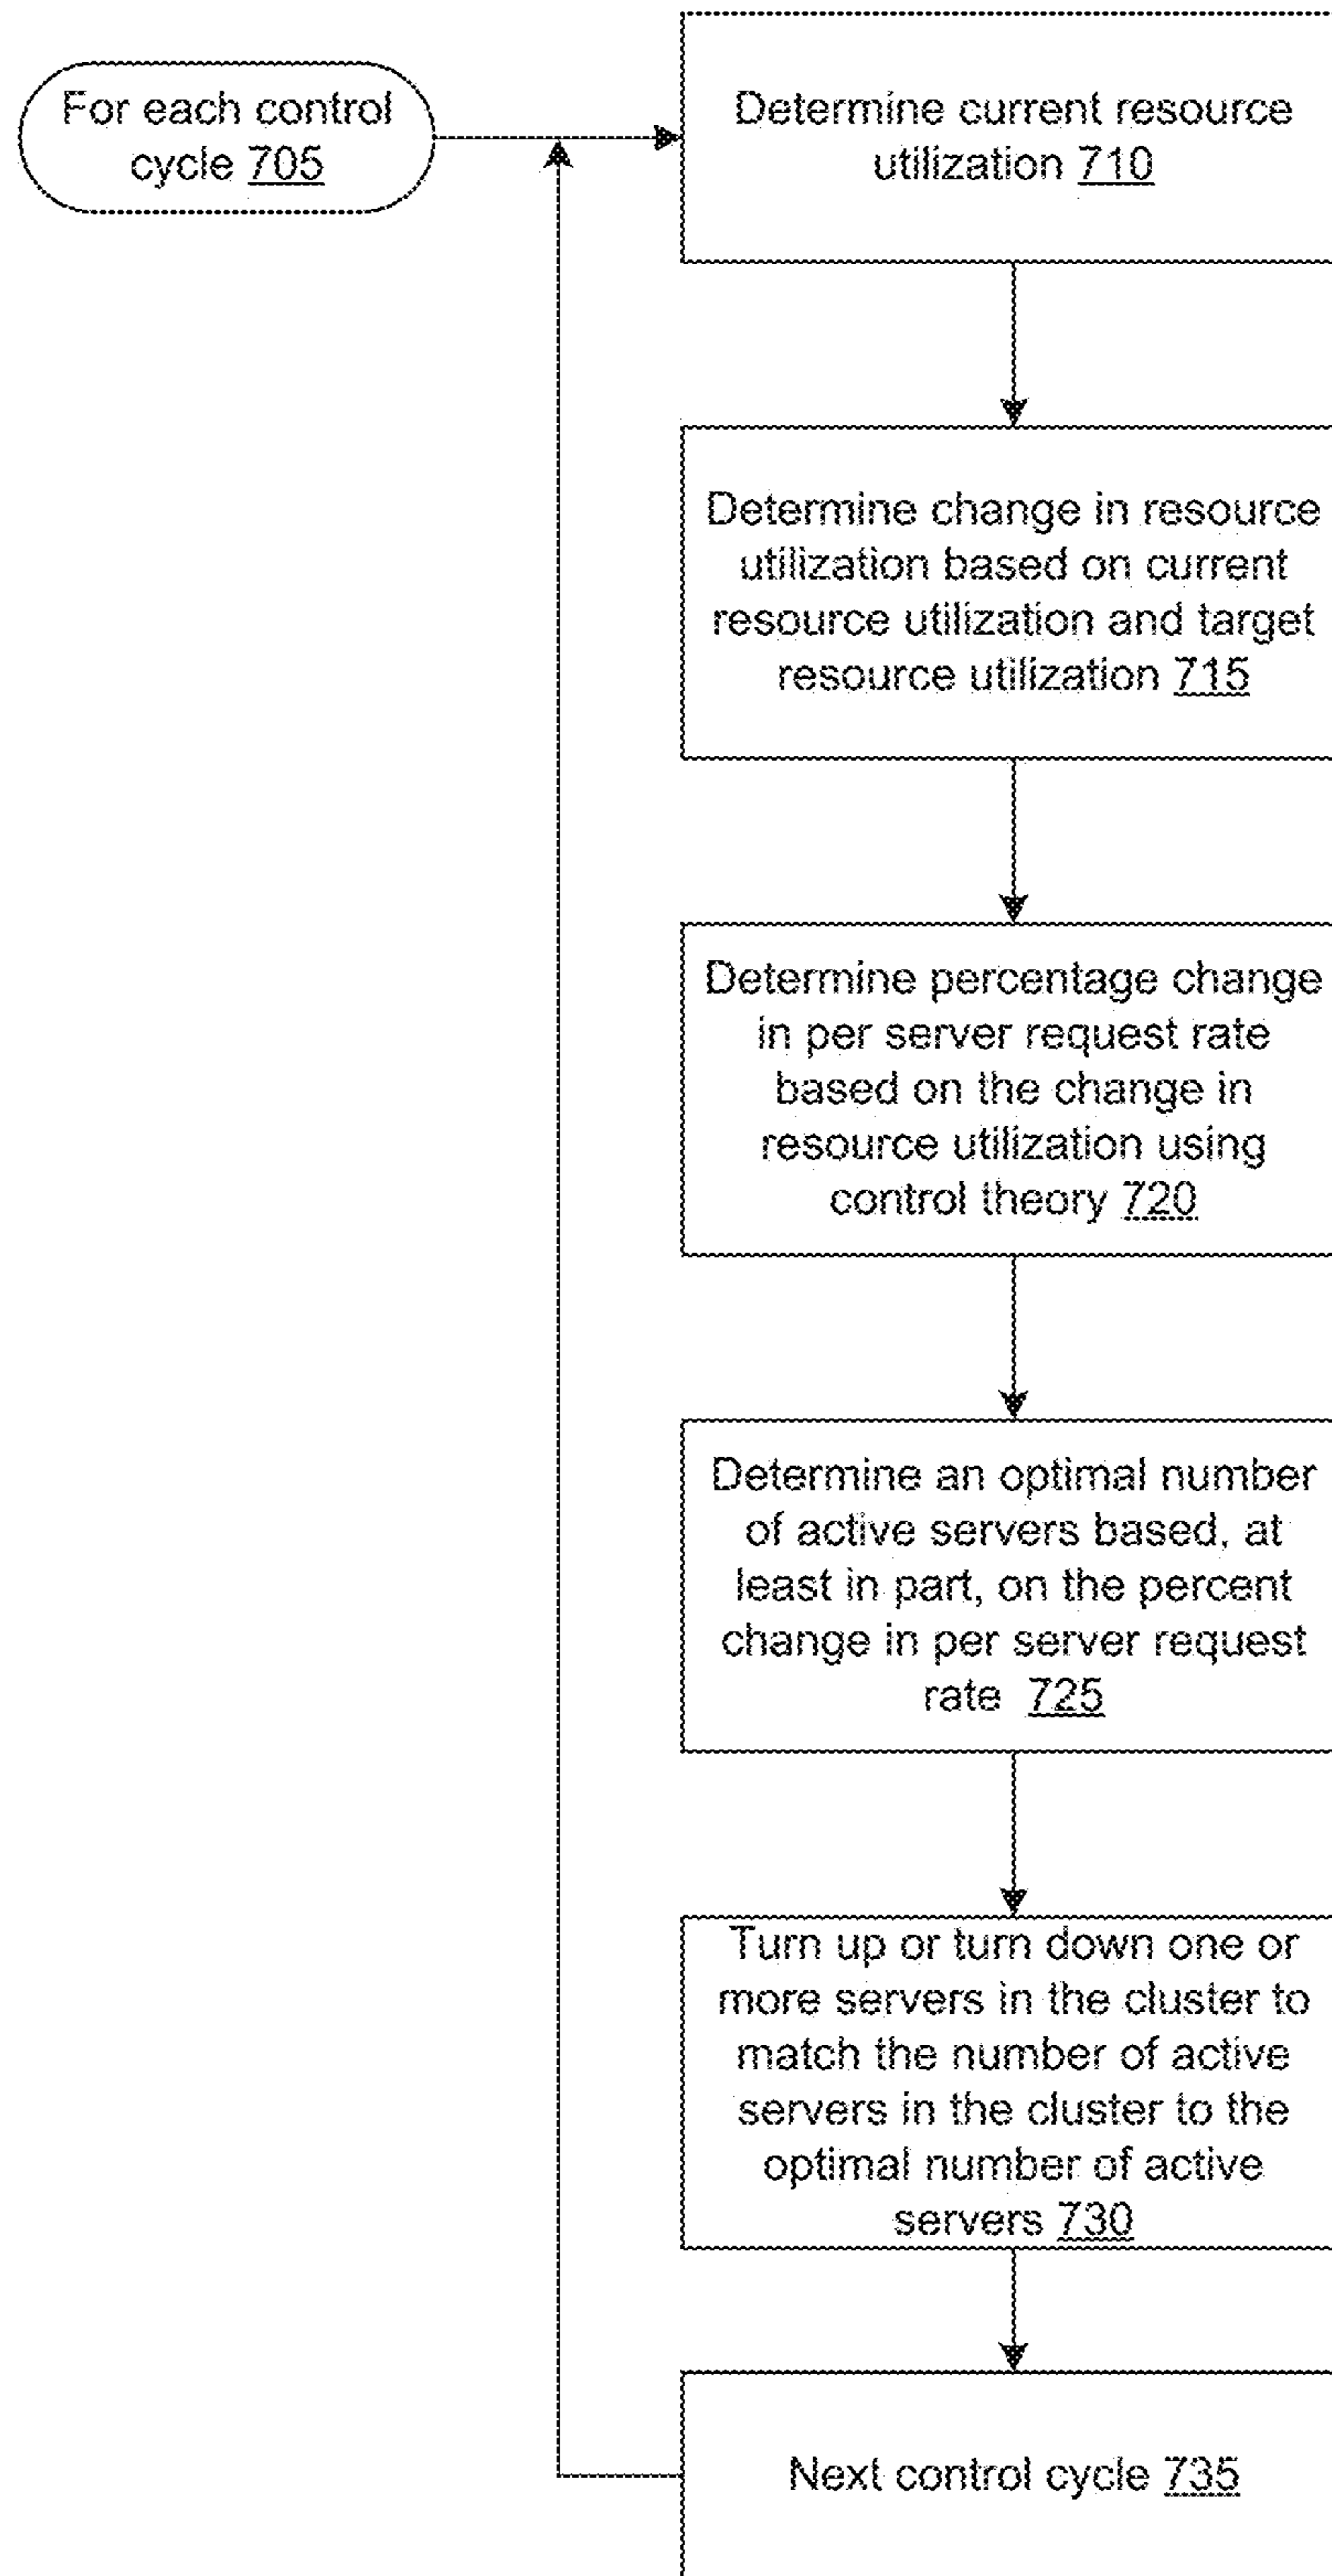 For each control
cycle 705
Determine current resource
utilization 710
Determine change in resource
utilization based on current
resource utilization and target
resource utilization 715
Determine percentage change
in per server request rate
based on the change in
resource utilization using
control theory 720
Determine an optimal number
of active servers based, at
least in part, on the percent
change in per server request
rate 725
Turn up or turn down one or
more servers in the cluster to
match the number of active
servers in the cluster to the
optimal number of active
servers 730
Next control cycle 735